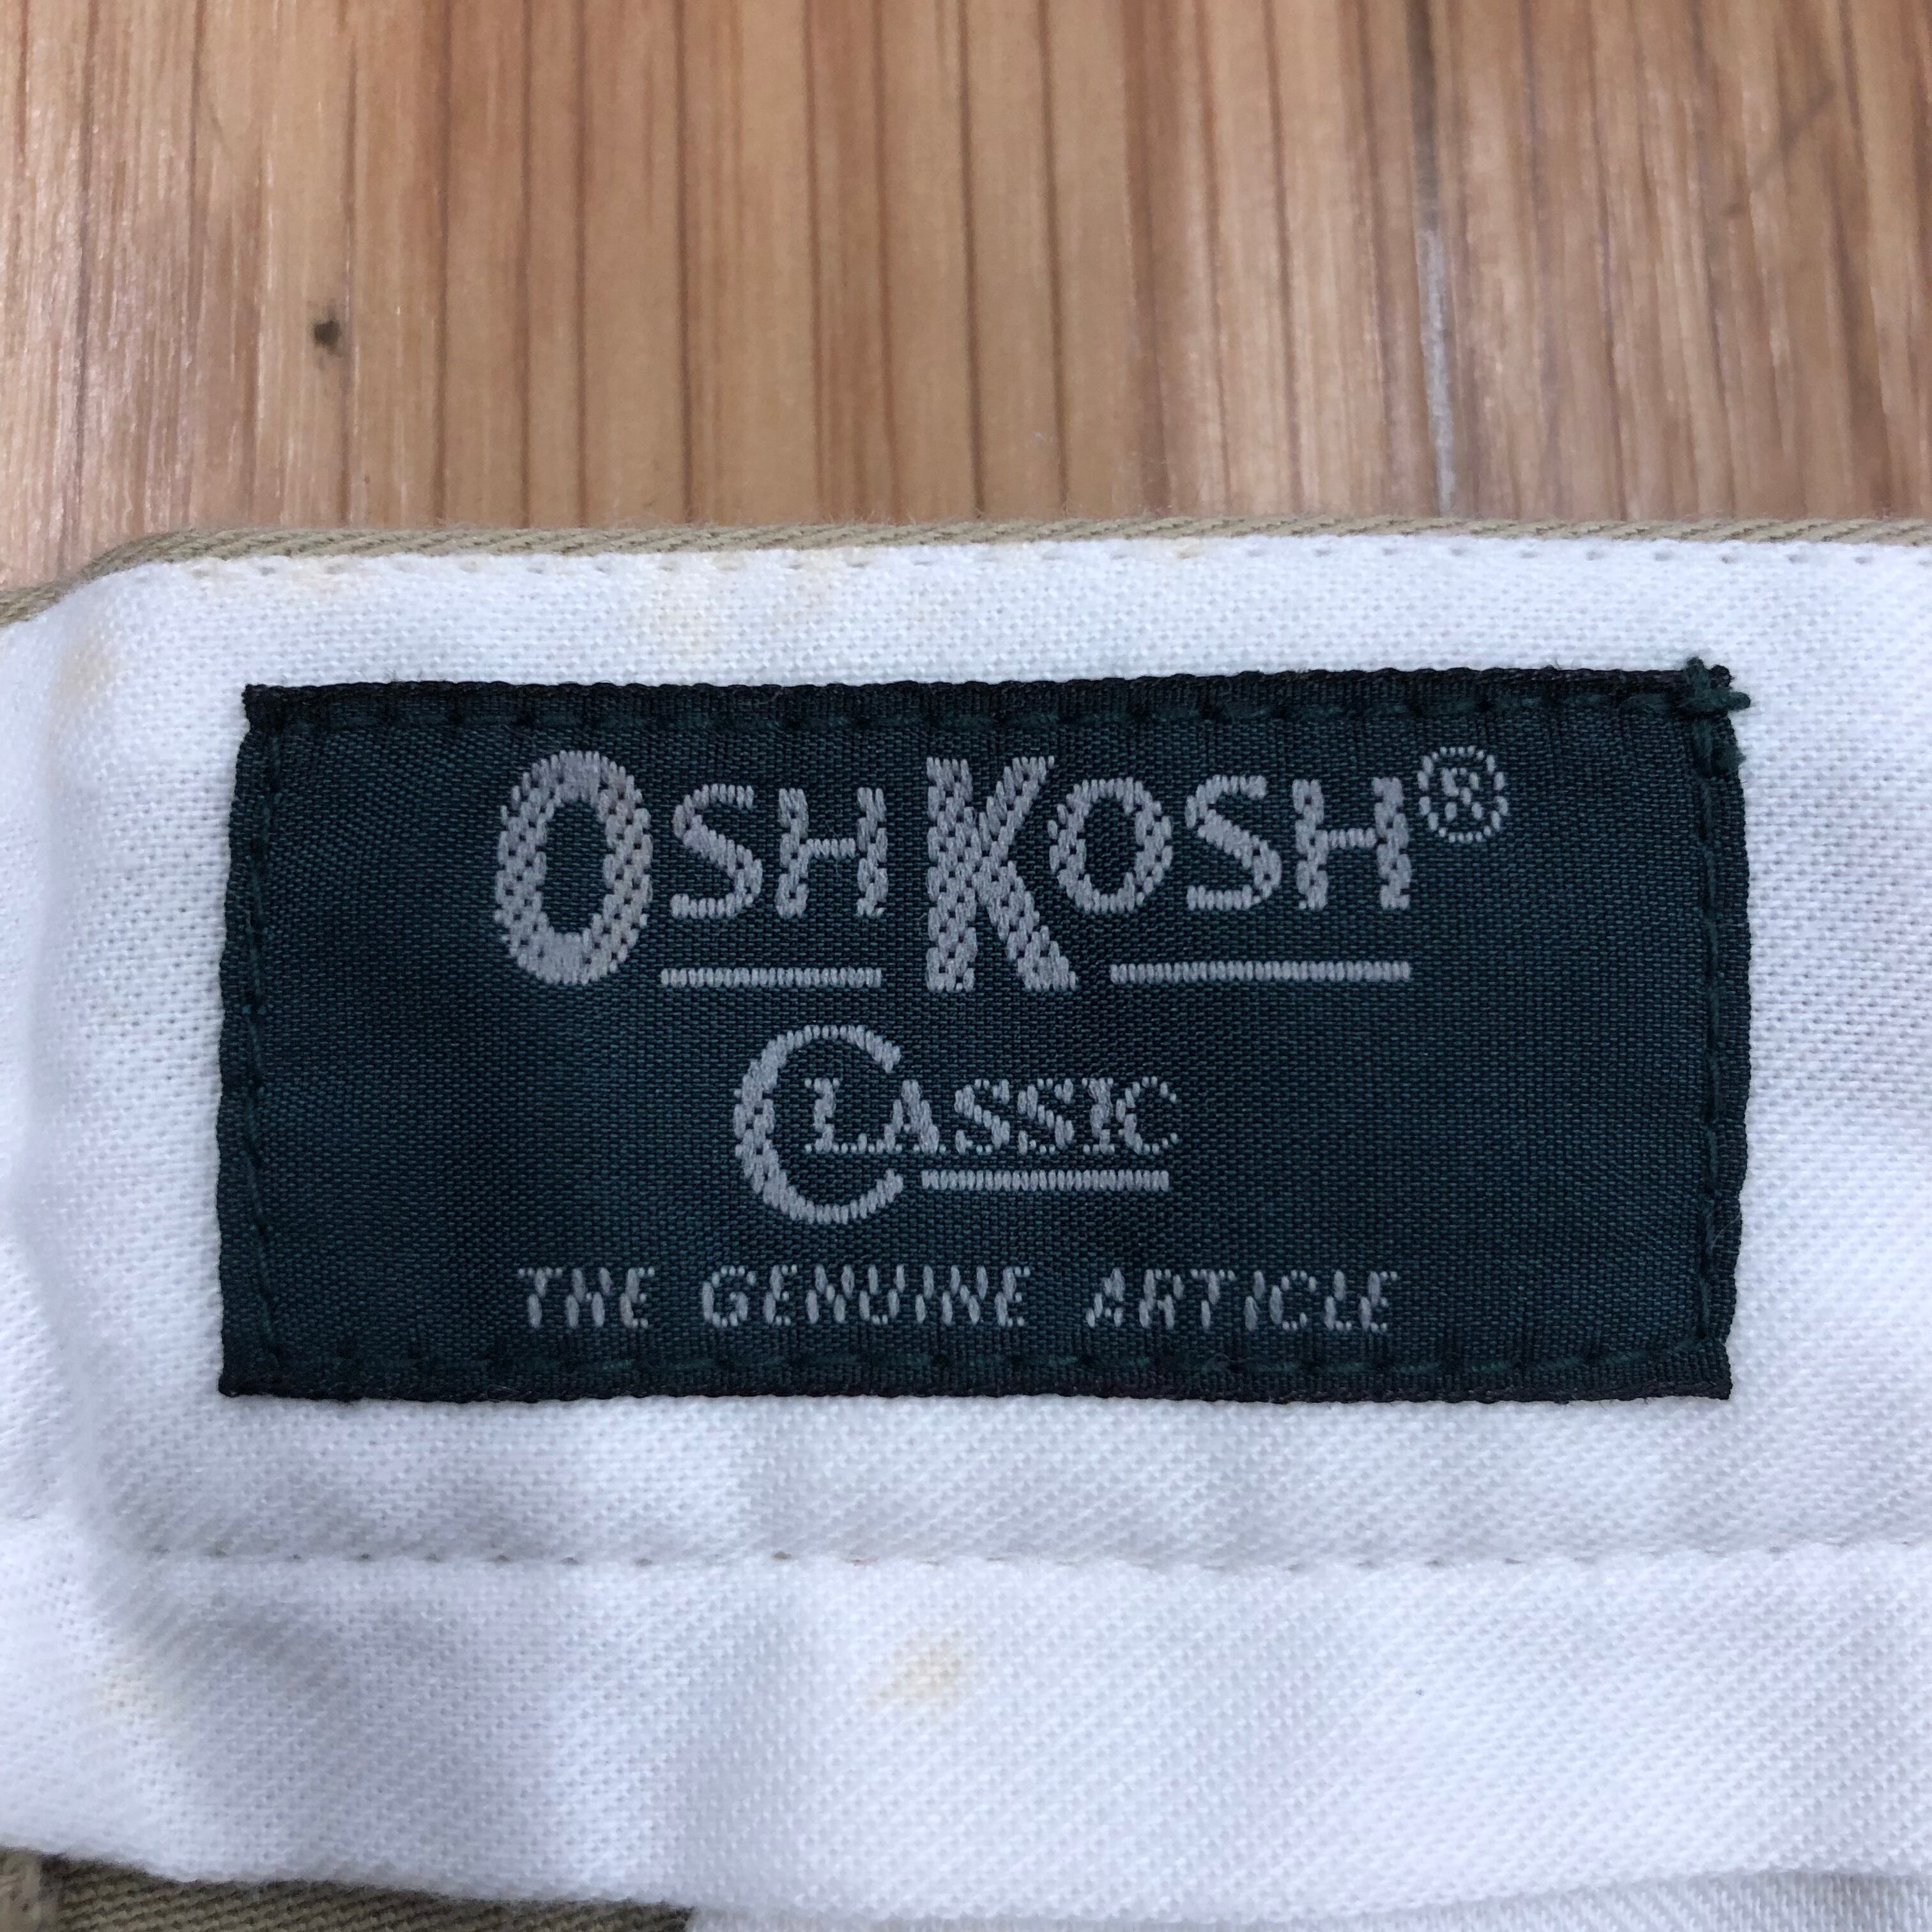 OSHKOSH®
CLASSIC
THE GENUINE ARTICLE